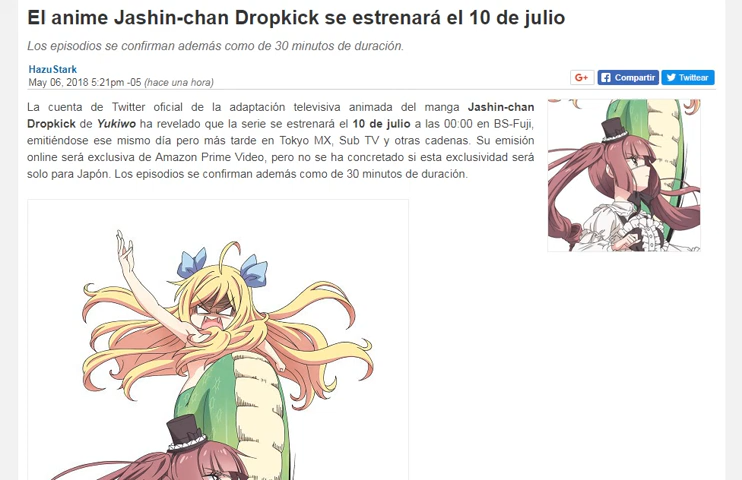 El anime Jashin-chan Dropkick se estrenará el 10 de julio
Los episodios se confirman además como de 30 minutos de duración.
HazuStark
May 06, 2018 5:21pm -05 (hace una hora)
G+ Compartir Twittear
La cuenta de Twitter oficial de la adaptación televisiva animada del manga Jashin-chan
Dropkick de Yukiwo ha revelado que la serie se estrenará el 10 de julio a las 00:00 en BS-Fuji,
emitiéndose ese mismo día pero más tarde en Tokyo MX, Sub TV y otras cadenas. Su emisión
online será exclusiva de Amazon Prime Video, pero no se ha concretado si esta exclusividad será
solo para Japón. Los episodios se confirman además como de 30 minutos de duración.